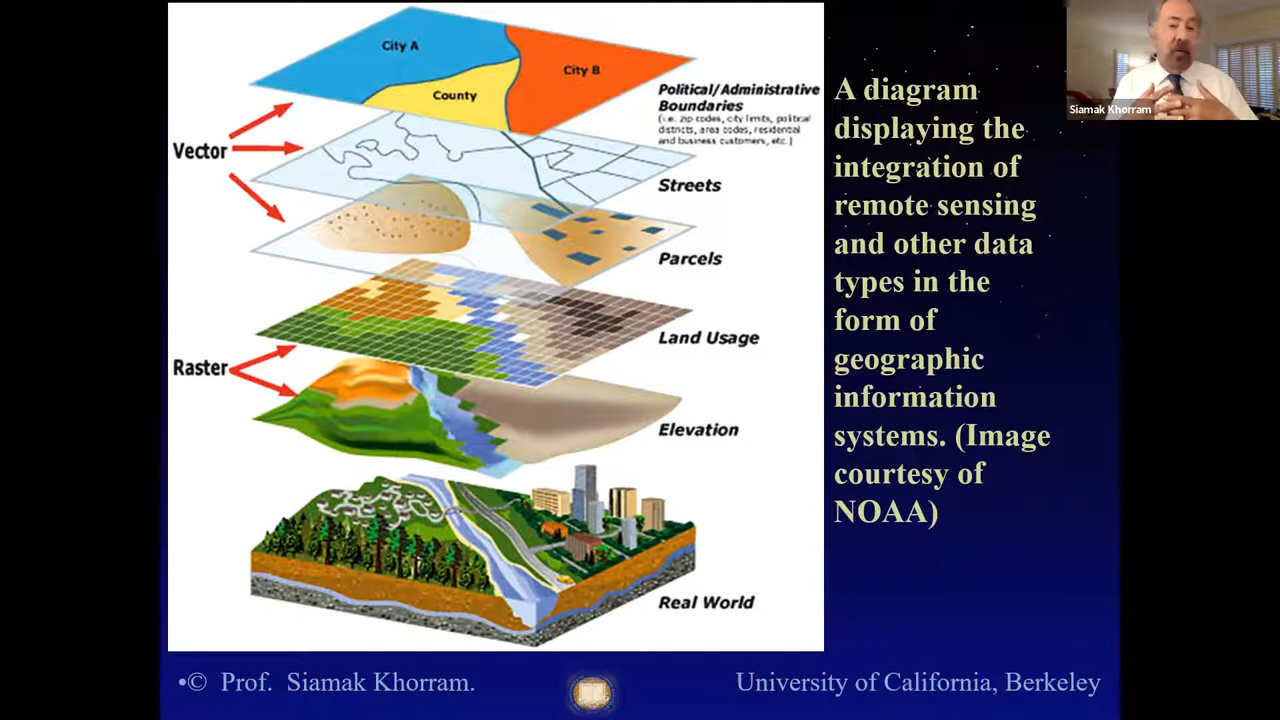 City A
City B
County
Political/Administrative
Boundaries
(i.e. zip codes, city limits, political
districts, area codes, residential
and business customers, etc.)
Vector
Streets
Parcels
Land Usage
Raster
Elevation
Real World
A diagram
displaying the
integration of
remote sensing
and other data
types in the
form of
geographic
information
systems. (Image
courtesy of
NOAA)
Siamak Khorram
•© Prof. Siamak Khorram.
University of California, Berkeley